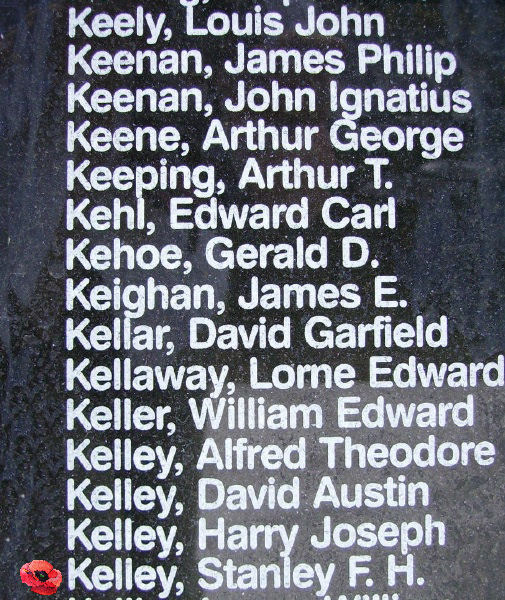 Keely, Louis John
Keenan, James Philip
Keenan, John Ignatius
Keene, Arthur George
Keeping, Arthur T.
Kehl, Edward Carl
Kehoe, Gerald D.
Keighan, James E.
Kellar, David Garfield
Kellaway, Lorne Edward
Keller, William Edward
Kelley, Alfred Theodore
Kelley, David Austin
Kelley, Harry Joseph
Kelley, Stanley F. H.